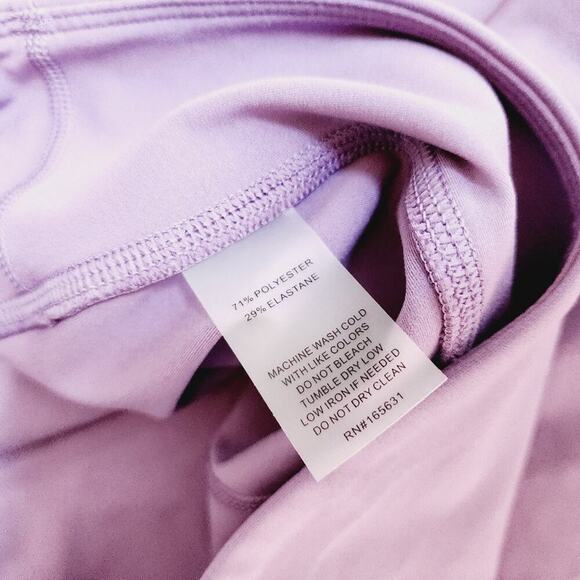 71% POLYESTER
29% ELASTANE
MACHINE WASH COLD
WITH LIKE COLORS
DO NOT BLEACH
TUMBLE DRY LOW
LOW IRON IF NEEDED
DO NOT DRY CLEAN
RN#165631